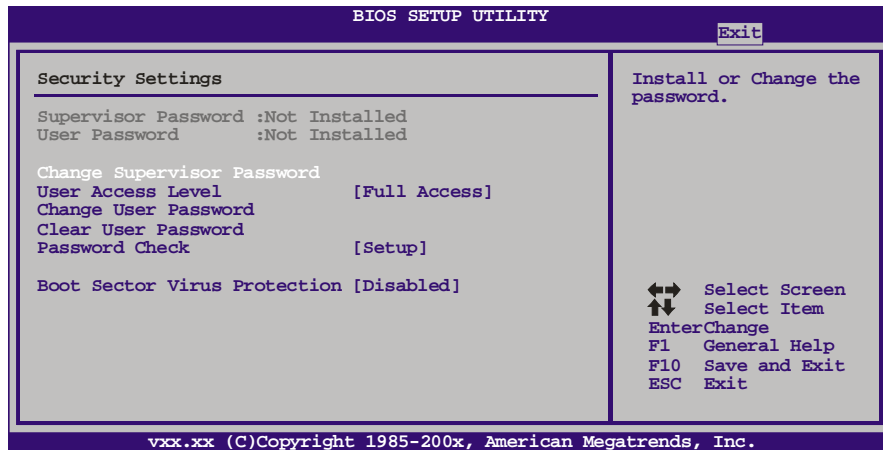 BIOS SETUP UTILITY
Exit
Security Settings
Supervisor Password :Not Installed
User Password :Not Installed
Change Supervisor Password
User Access Level [Full Access]
Change User Password
Clear User Password
Password Check [Setup]
Boot Sector Virus Protection [Disabled]
Install or Change the
password.
Select Screen
Select Item
EnterChange
F1 General Help
F10 Save and Exit
ESC Exit
vxx.xx (C)Copyright 1985-200x, American Megatrends, Inc.